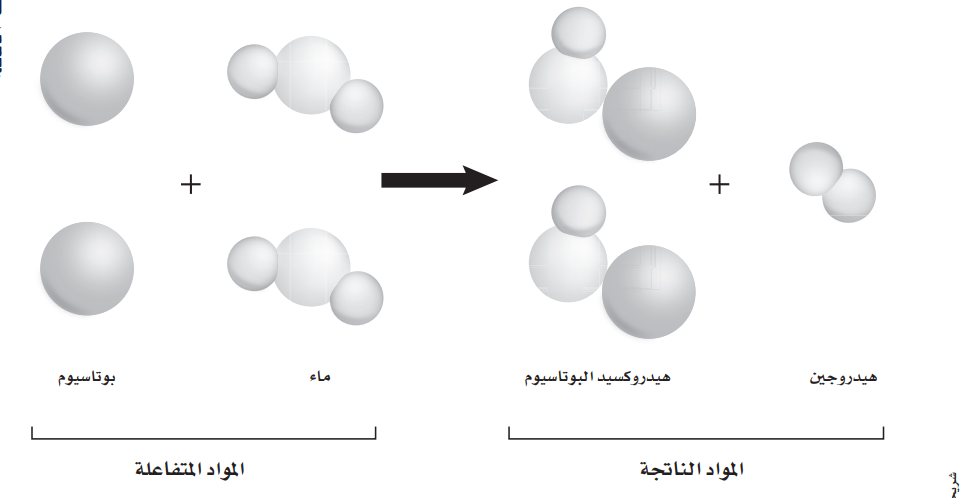 بوتاسيوم
+
ماء
هيدروكسيد البوتاسيوم
+
هيدروجين
المواد المتفاعلة
المواد الناتجة